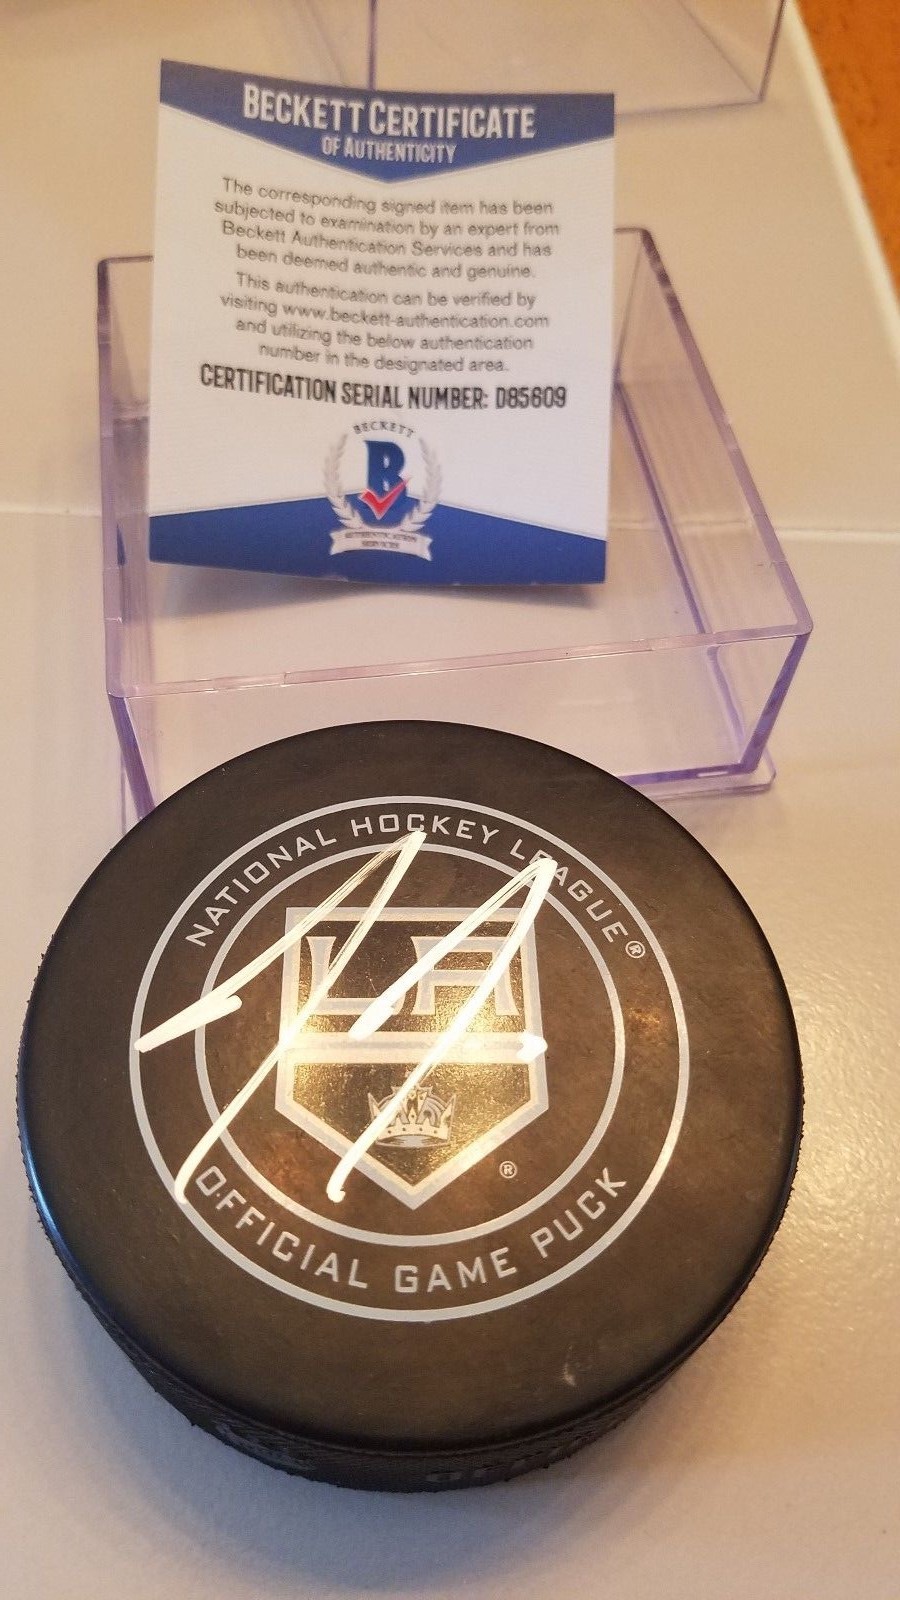 BECKETT CERTIFICATE
OF AUTHENTICITY
The corresponding signed item has been
subjected to examination by an expert from
Beckett Authentication Services and has
been deemed authentic and genuine.
This authentication can be verified by
visiting www.beckett-authentication.com
and utilizing the below authentication
number in the designated area.
CERTIFICATION SERIAL NUMBER: D85609
BECKETT
B
AUTHENTICATION
SERVICES
NATIONAL HOCKEY LEAGUE®
LA
®
OFFICIAL GAME PUCK